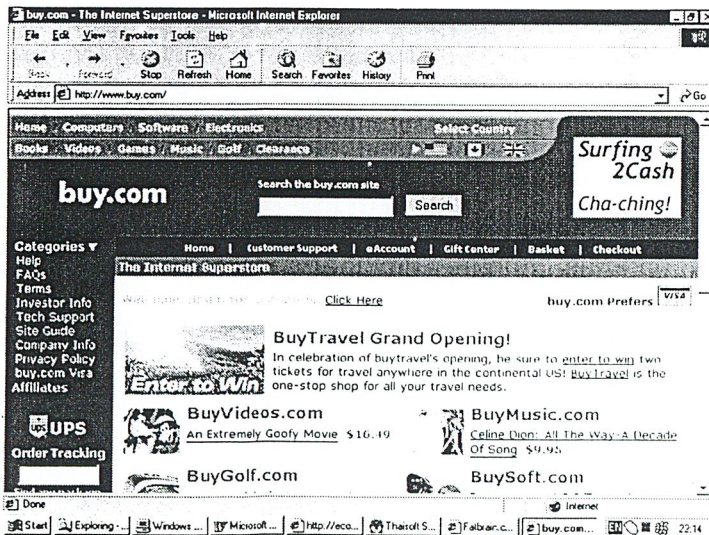 buy.com - The Internet Superstore - Microsoft Internet Explorer
File Edit View Favorites Tools Help
Back Forward Stop Refresh Home Search Favorites History Print
Address http://www.buy.com/ Go
Home Computers Software Electronics Select Country
Books Videos Games Music Golf Clearance
Surfing
2Cash
Cha-ching!
buy.com
Search the buy.com site
Search
Categories
Home | Customer Support | eAccount | Gift Center | Basket | Checkout
The Internet Superstore
Help
FAQs
Terms
Investor Info
Tech Support
Site Guide
Company Info
Privacy Policy
buy.com Visa
Affiliates
UPS
UPS
Order Tracking
Click Here
buy.com Prefers VISA
Enter to Win
BuyTravel Grand Opening!
In celebration of buytravel's opening, be sure to enter to win two
tickets for travel anywhere in the continental US! BuyTravel is the
one-stop shop for all your travel needs.
BuyVideos.com
An Extremely Goofy Movie $16.49
BuyMusic.com
Celine Dion: All The Way-A Decade
Of Song $9.95
BuyGolf.com
BuySoft.com
Done
Internet
Start Exploring -... Windows ... Microsoft ... http://eco... Thaisoft S... buy.com... EN 22:14